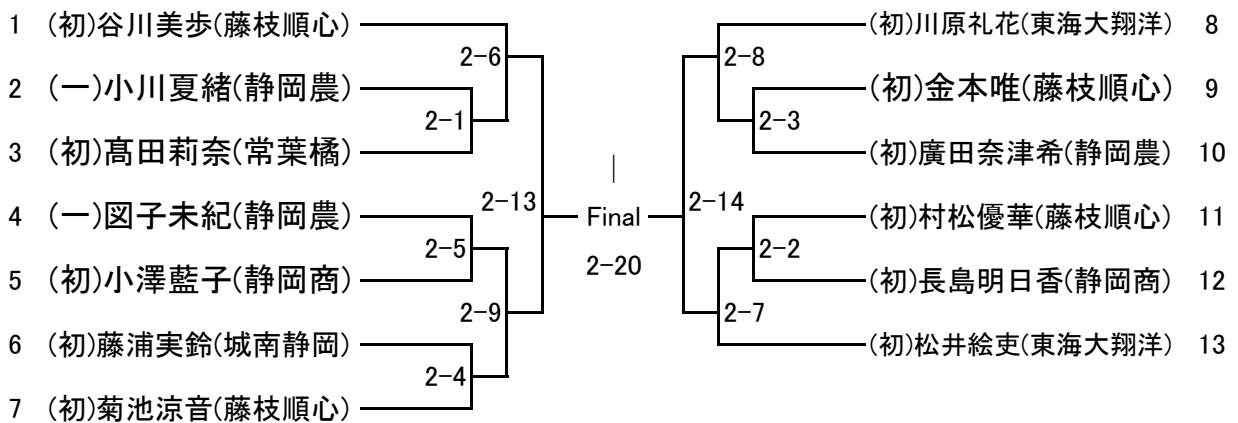 1 (初)谷川美歩(藤枝順心)
2 (一)小川夏緒(静岡農)
3 (初)髙田莉奈(常葉橘)
4 (一)図子未紀(静岡農)
5 (初)小澤藍子(静岡商)
6 (初)藤浦実鈴(城南静岡)
7 (初)菊池涼音(藤枝順心)
2-6
2-1
2-13
2-5
2-9
2-4
|
Final
2-20
2-8
2-3
2-14
2-2
2-7
(初)川原礼花(東海大翔洋) 8
(初)金本唯(藤枝順心) 9
(初)廣田奈津希(静岡農) 10
(初)村松優華(藤枝順心) 11
(初)長島明日香(静岡商) 12
(初)松井絵吏(東海大翔洋) 13